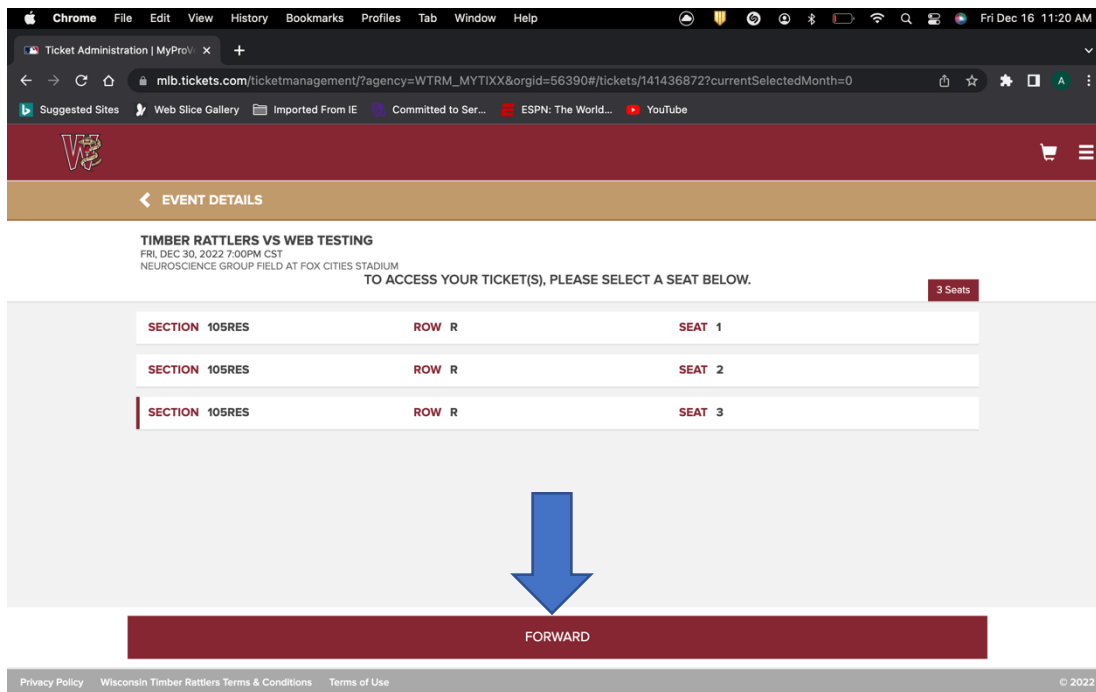 Chrome File Edit View History Bookmarks Profiles Tab Window Help Fri Dec 16 11:20 AM
Ticket Administration | MyProV
mlb.tickets.com/ticketmanagement/?agency=WTRM_MYTIXX&orgid=56390#/tickets/141436872?currentSelectedMonth=0 A
Suggested Sites Web Slice Gallery Imported From IE Committed to Ser... ESPN: The World... YouTube
W
EVENT DETAILS
TIMBER RATTLERS VS WEB TESTING
FRI, DEC 30, 2022 7:00PM CST
NEUROSCIENCE GROUP FIELD AT FOX CITIES STADIUM
TO ACCESS YOUR TICKET(S), PLEASE SELECT A SEAT BELOW.
3 Seats
SECTION 105RES ROW R SEAT 1
SECTION 105RES ROW R SEAT 2
SECTION 105RES ROW R SEAT 3
FORWARD
Privacy Policy Wisconsin Timber Rattlers Terms & Conditions Terms of Use © 2022